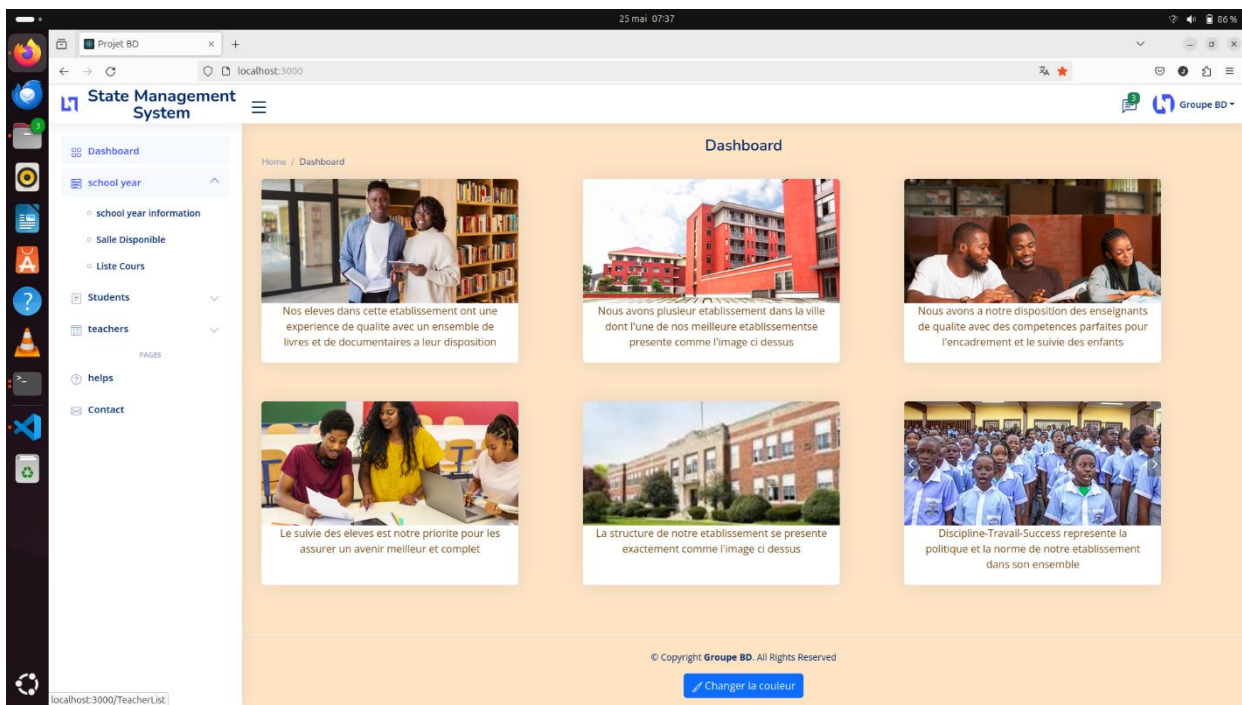 25 mai 07:37
86 %
Projet BD
localhost:3000
State Management
System
3
Groupe BD
3
Dashboard
school year
school year information
Salle Disponible
Liste Cours
Students
teachers
PAGES
helps
Contact
Dashboard
Home / Dashboard
Nos eleves dans cette etablissement ont une
experience de qualite avec un ensemble de
livres et de documentaires a leur disposition
Nous avons plusieur etablissement dans la ville
dont l'une de nos meilleure etablissementse
presente comme l'image ci dessus
Nous avons a notre disposition des enseignants
de qualite avec des competences parfaites pour
l'encadrement et le suivie des enfants
Le suivie des eleves est notre priorite pour les
assurer un avenir meilleur et complet
La structure de notre etablissement se presente
exactement comme l'image ci dessus
Discipline-Travail-Success represente la
politique et la norme de notre etablissement
dans son ensemble
© Copyright Groupe BD. All Rights Reserved
Changer la couleur
localhost:3000/TeacherList